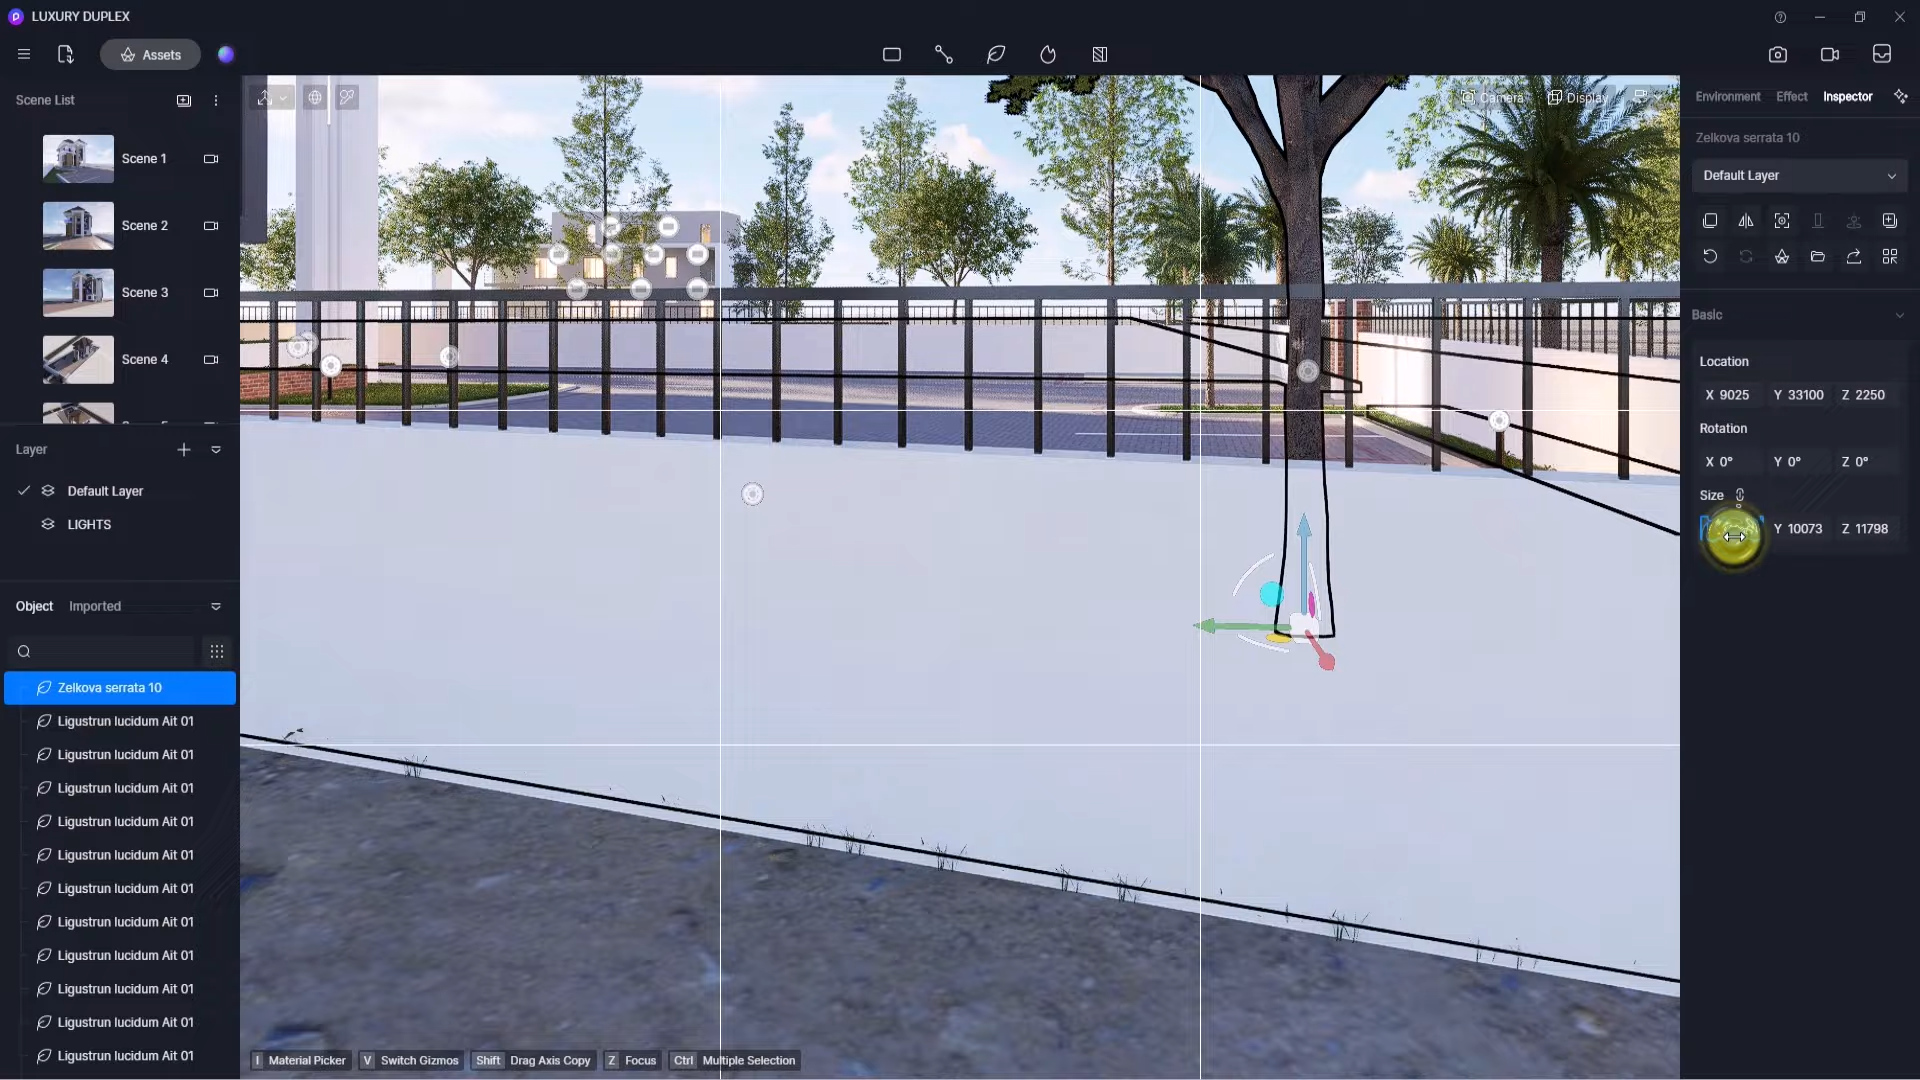 LUXURY DUPLEX
Assets
Scene List
Scene 1
Scene 2
Scene 3
Scene 4
Layer
Default Layer
LIGHTS
Object Imported
Zelkova serrata 10
Ligustrun lucidum Ait 01
Ligustrun lucidum Ait 01
Ligustrun lucidum Ait 01
Ligustrun lucidum Ait 01
Ligustrun lucidum Ait 01
Ligustrun lucidum Ait 01
Ligustrun lucidum Ait 01
Ligustrun lucidum Ait 01
Ligustrun lucidum Ait 01
Ligustrun lucidum Ait 01
Ligustrun lucidum Ait 01
Camera Display
I Material Picker V Switch Gizmos Shift Drag Axis Copy Z Focus Ctrl Multiple Selection
Environment Effect Inspector
Zelkova serrata 10
Default Layer
Basic
Location
X 9025 Y 33100 Z 2250
Rotation
X 0° Y 0° Z 0°
Size
Y 10073 Z 11798